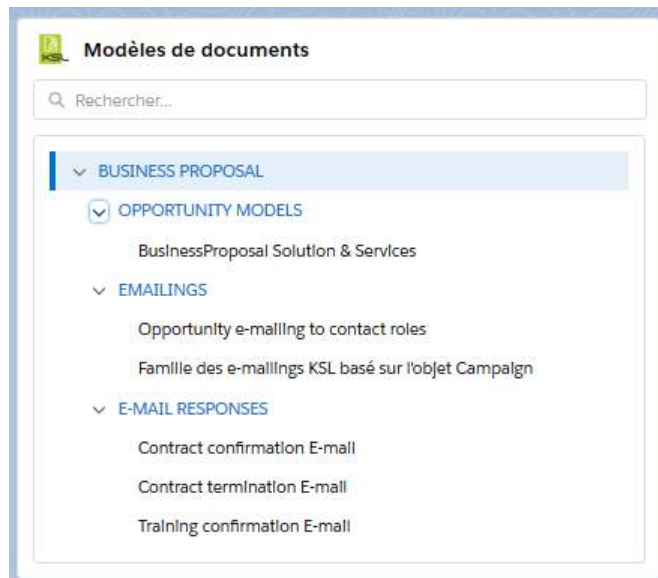 KSL
Modèles de documents
Rechercher...
BUSINESS PROPOSAL
OPPORTUNITY MODELS
BusinessProposal Solution & Services
EMAILINGS
Opportunity e-mailing to contact roles
Famille des e-mailings KSL basé sur l'objet Campaign
E-MAIL RESPONSES
Contract confirmation E-mail
Contract termination E-mail
Training confirmation E-mail